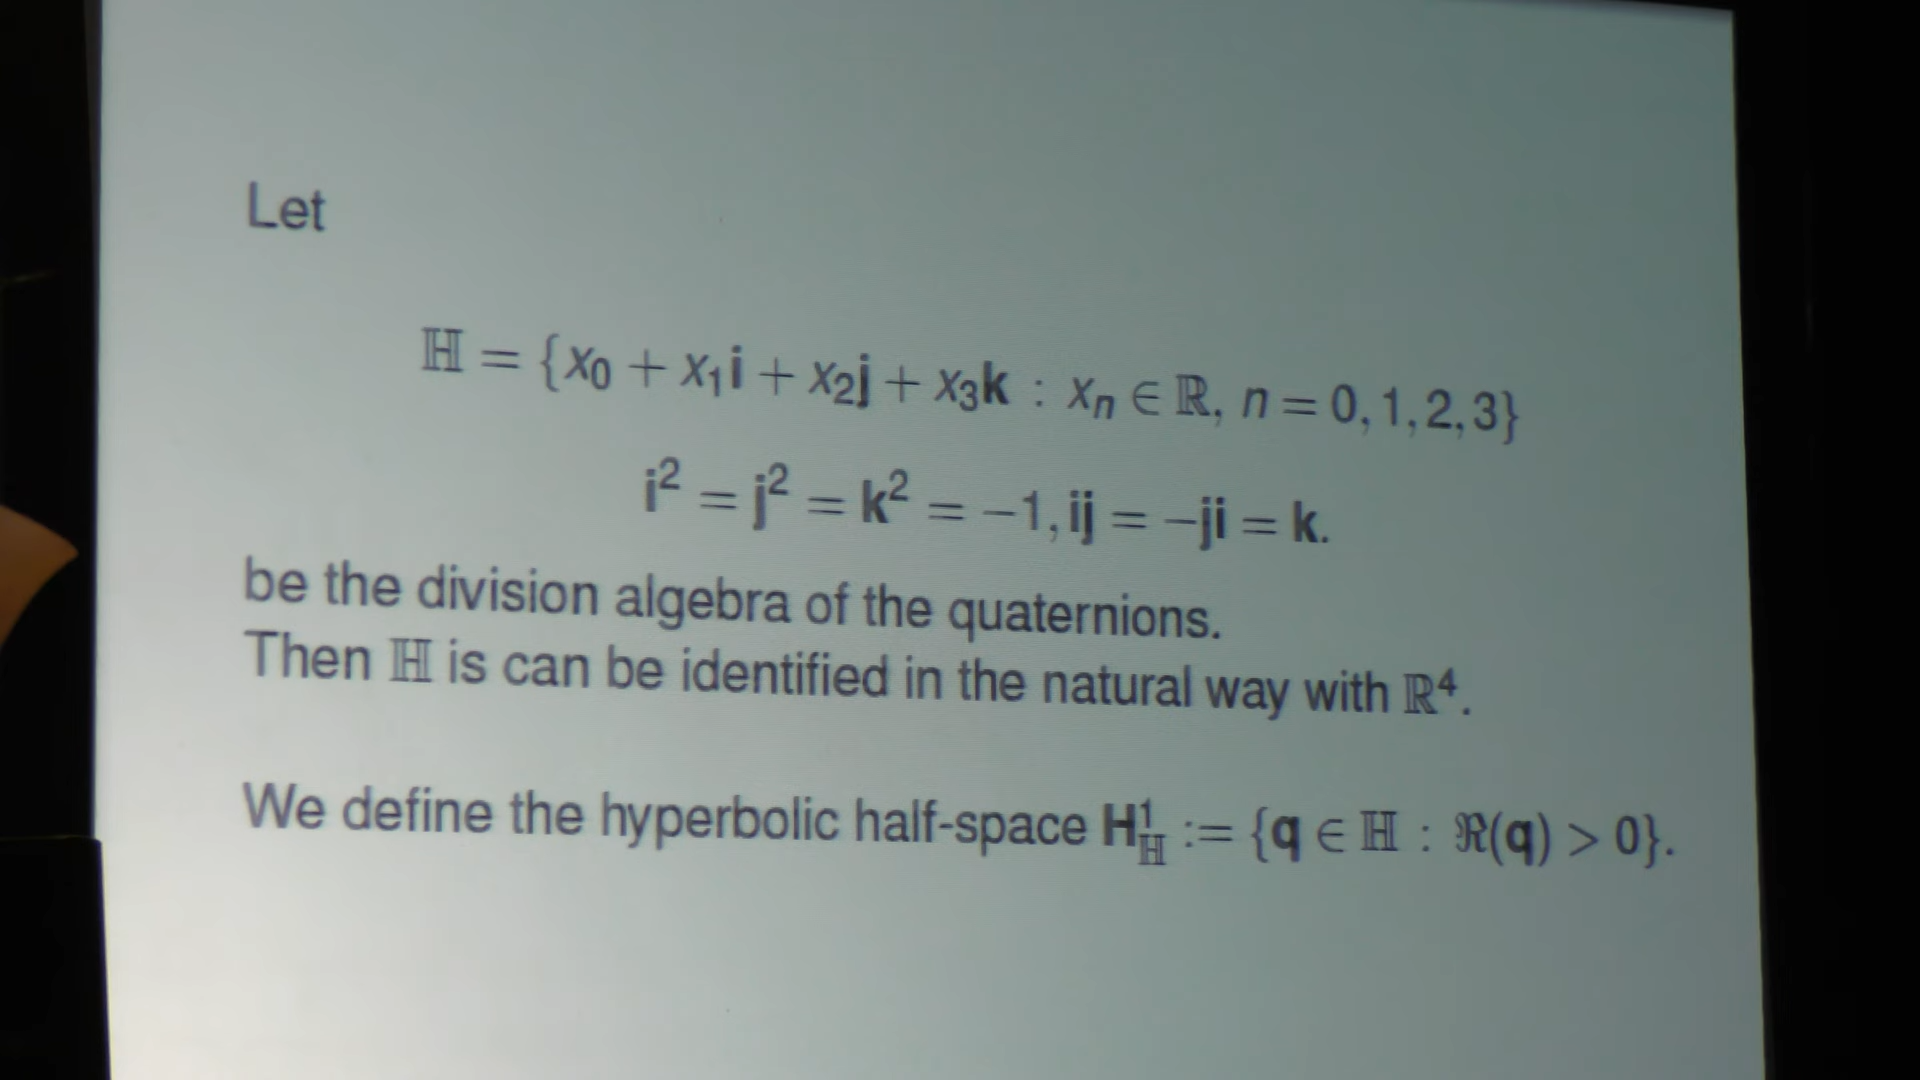 Let
ℍ = {x₀ + x₁i + x₂j + x₃k : xₙ ∈ ℝ, n = 0, 1, 2, 3}
i² = j² = k² = −1, ij = −ji = k.
be the division algebra of the quaternions.
Then ℍ is can be identified in the natural way with ℝ⁴.
We define the hyperbolic half-space H¹_ℍ := {q ∈ ℍ : ℜ(q) > 0}.